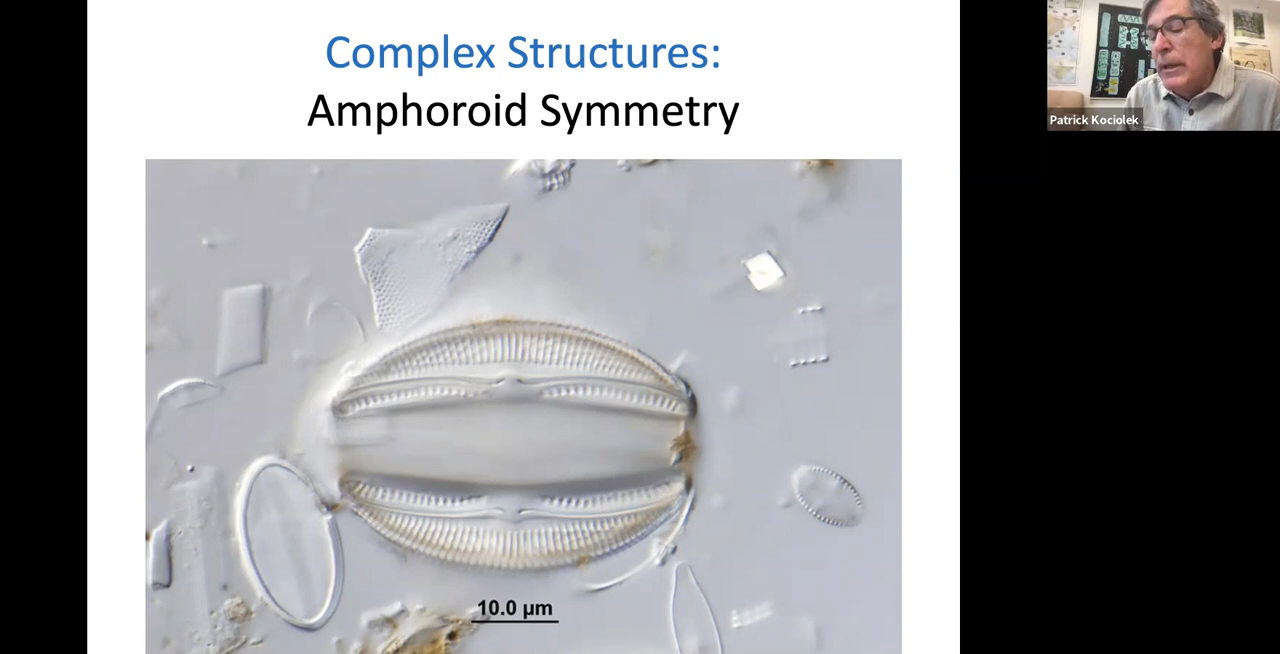 Complex Structures:
Amphoroid Symmetry
Patrick Kociolek
10.0 µm